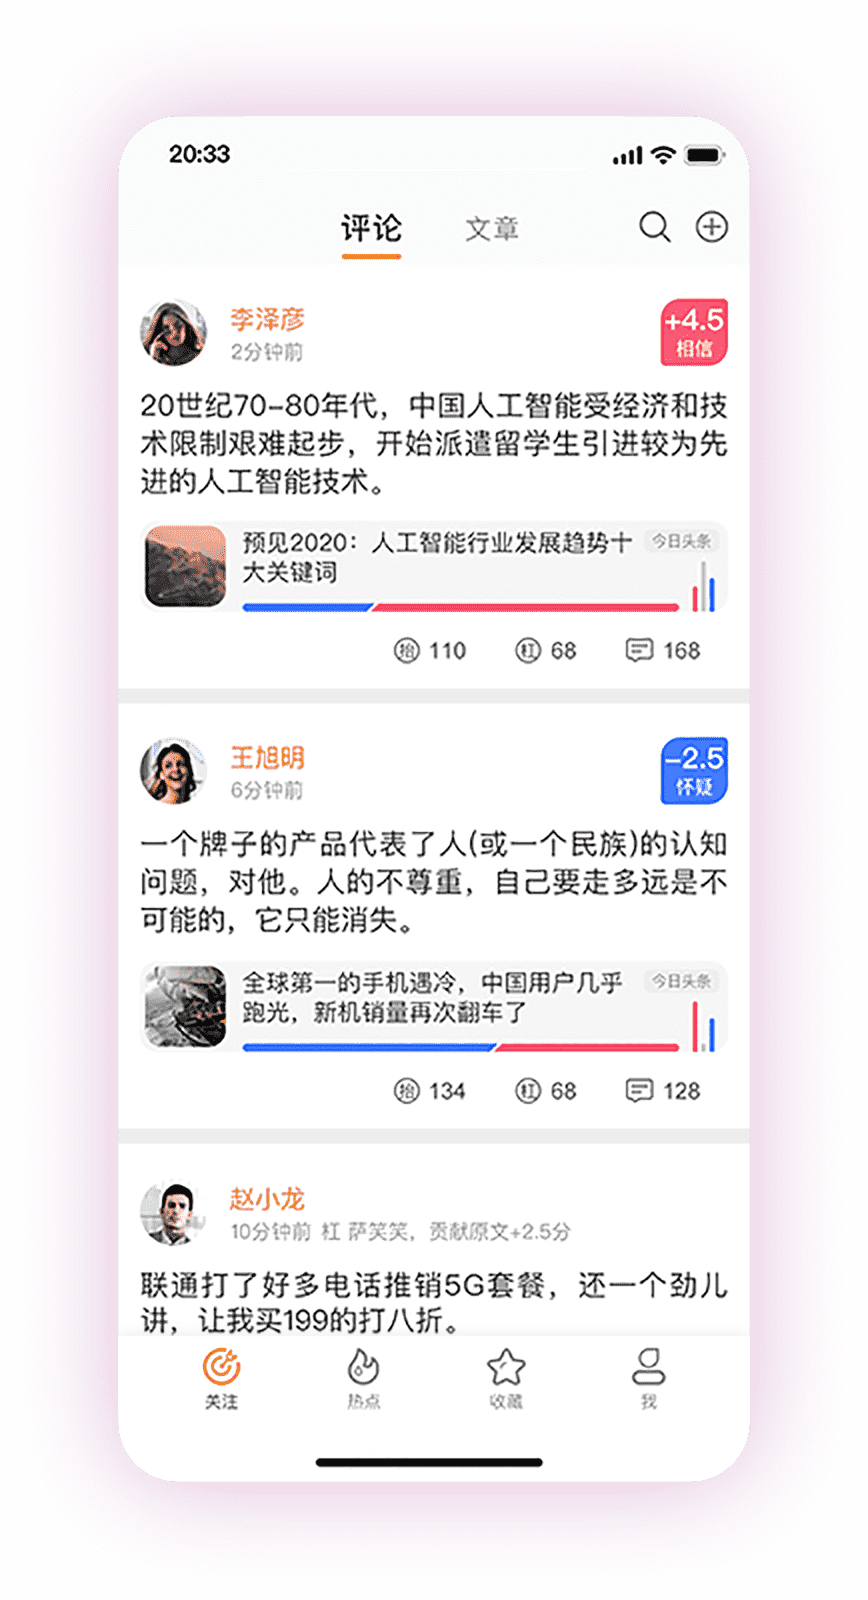 20:33
评论 文章
李泽彦
2分钟前
+4.5
相信
20世纪70-80年代，中国人工智能受经济和技
术限制艰难起步，开始派遣留学生引进较为先
进的人工智能技术。
预见2020：人工智能行业发展趋势十
大关键词
今日头条
抬 110 杠 68 168
王旭明
6分钟前
-2.5
怀疑
一个牌子的产品代表了人(或一个民族)的认知
问题，对他。人的不尊重，自己要走多远是不
可能的，它只能消失。
全球第一的手机遇冷，中国用户几乎
跑光，新机销量再次翻车了
今日头条
抬 134 杠 68 128
赵小龙
10分钟前 杠 萨笑笑，贡献原文+2.5分
联通打了好多电话推销5G套餐，还一个劲儿
讲，让我买199的打八折。
关注 热点 收藏 我